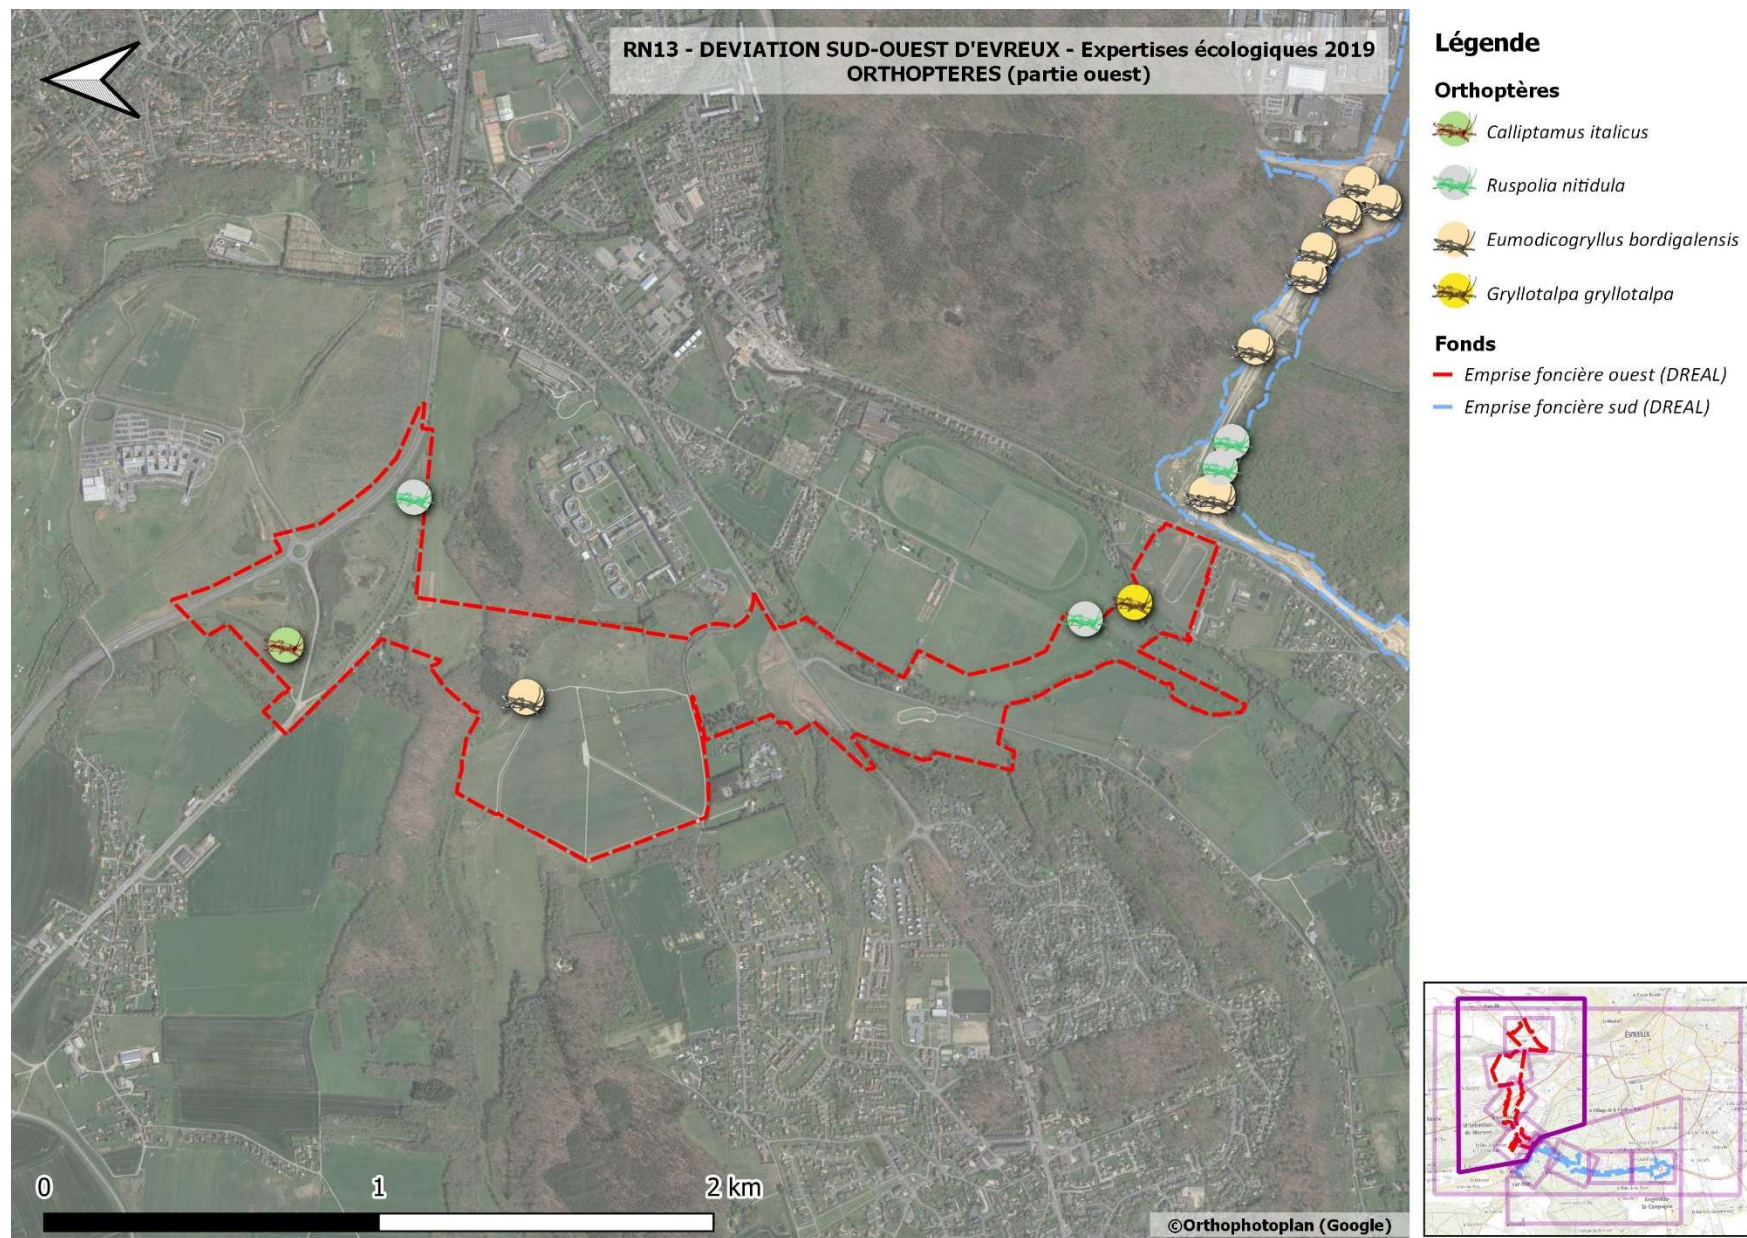 RN13 - DEVIATION SUD-OUEST D'EVREUX - Expertises écologiques 2019
ORTHOPTERES (partie ouest)
Légende
Orthoptères
Calliptamus italicus
Ruspolia nitidula
Eumodicogryllus bordigalensis
Gryllotalpa gryllotalpa
Fonds
Emprise foncière ouest (DREAL)
Emprise foncière sud (DREAL)
0
1
2 km
©Orthophotoplan (Google)
ÉVREUX